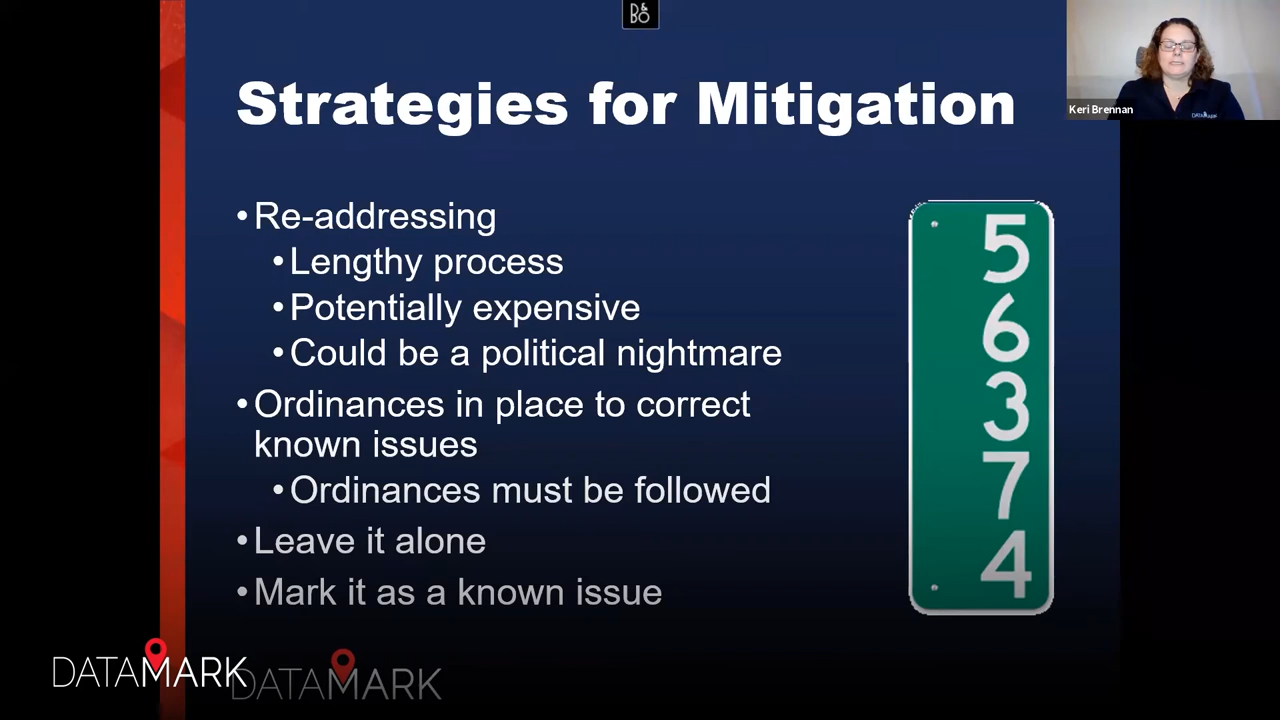 B&
BO
Strategies for Mitigation
Keri Brennan
DATAMARK
•Re-addressing
•Lengthy process
•Potentially expensive
•Could be a political nightmare
•Ordinances in place to correct
known issues
•Ordinances must be followed
•Leave it alone
•Mark it as a known issue
5
6
3
7
4
DATAMARK
DATAMARK